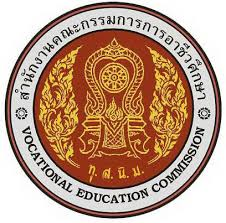 สำนักงานคณะกรรมการการอาชีวศึกษา
ทุ. ส. นิ. ม.
VOCATIONAL EDUCATION COMMISSION